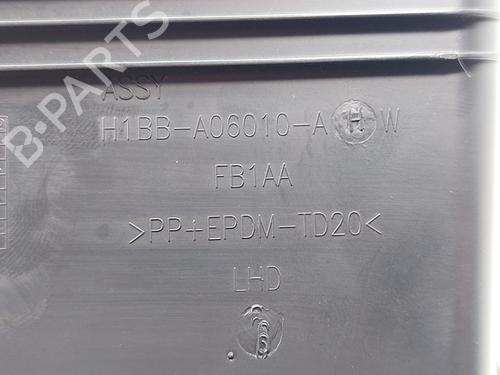 B-PARTS
ASSY
H1BB-A06010-A H W
FB1AA
>PP+EPDM-TD20<
LHD